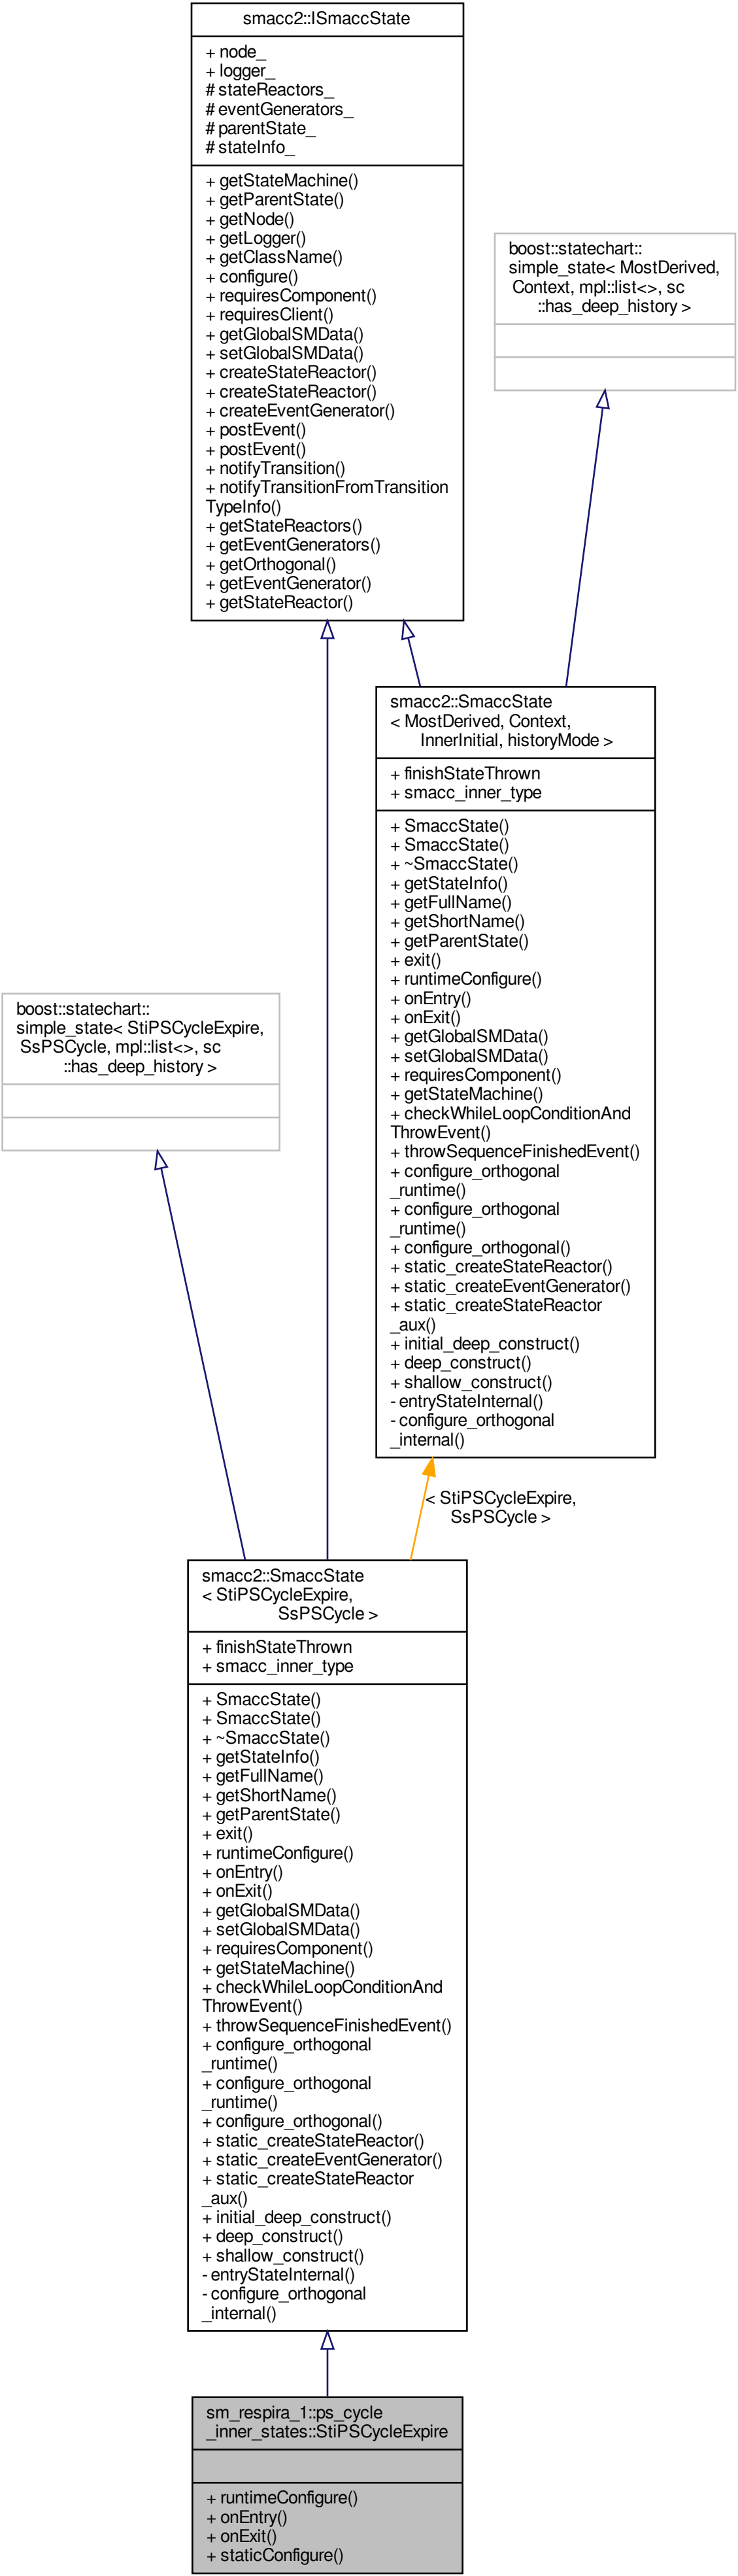 smacc2::ISmaccState
+ node_
+ logger_
# stateReactors_
# eventGenerators_
# parentState_
# stateInfo_
+ getStateMachine()
+ getParentState()
+ getNode()
+ getLogger()
+ getClassName()
+ configure()
+ requiresComponent()
+ requiresClient()
+ getGlobalSMData()
+ setGlobalSMData()
+ createStateReactor()
+ createStateReactor()
+ createEventGenerator()
+ postEvent()
+ postEvent()
+ notifyTransition()
+ notifyTransitionFromTransition
TypeInfo()
+ getStateReactors()
+ getEventGenerators()
+ getOrthogonal()
+ getEventGenerator()
+ getStateReactor()
boost::statechart::
simple_state< MostDerived,
Context, mpl::list<>, sc
::has_deep_history >
smacc2::SmaccState
< MostDerived, Context,
InnerInitial, historyMode >
+ finishStateThrown
+ smacc_inner_type
+ SmaccState()
+ SmaccState()
+ ~SmaccState()
+ getStateInfo()
+ getFullName()
+ getShortName()
+ getParentState()
+ exit()
+ runtimeConfigure()
+ onEntry()
+ onExit()
+ getGlobalSMData()
+ setGlobalSMData()
+ requiresComponent()
+ getStateMachine()
+ checkWhileLoopConditionAnd
ThrowEvent()
+ throwSequenceFinishedEvent()
+ configure_orthogonal
_runtime()
+ configure_orthogonal
_runtime()
+ configure_orthogonal()
+ static_createStateReactor()
+ static_createEventGenerator()
+ static_createStateReactor
_aux()
+ initial_deep_construct()
+ deep_construct()
+ shallow_construct()
- entryStateInternal()
- configure_orthogonal
_internal()
boost::statechart::
simple_state< StiPSCycleExpire,
SsPSCycle, mpl::list<>, sc
::has_deep_history >
< StiPSCycleExpire,
SsPSCycle >
smacc2::SmaccState
< StiPSCycleExpire,
SsPSCycle >
+ finishStateThrown
+ smacc_inner_type
+ SmaccState()
+ SmaccState()
+ ~SmaccState()
+ getStateInfo()
+ getFullName()
+ getShortName()
+ getParentState()
+ exit()
+ runtimeConfigure()
+ onEntry()
+ onExit()
+ getGlobalSMData()
+ setGlobalSMData()
+ requiresComponent()
+ getStateMachine()
+ checkWhileLoopConditionAnd
ThrowEvent()
+ throwSequenceFinishedEvent()
+ configure_orthogonal
_runtime()
+ configure_orthogonal
_runtime()
+ configure_orthogonal()
+ static_createStateReactor()
+ static_createEventGenerator()
+ static_createStateReactor
_aux()
+ initial_deep_construct()
+ deep_construct()
+ shallow_construct()
- entryStateInternal()
- configure_orthogonal
_internal()
sm_respira_1::ps_cycle
_inner_states::StiPSCycleExpire
+ runtimeConfigure()
+ onEntry()
+ onExit()
+ staticConfigure()